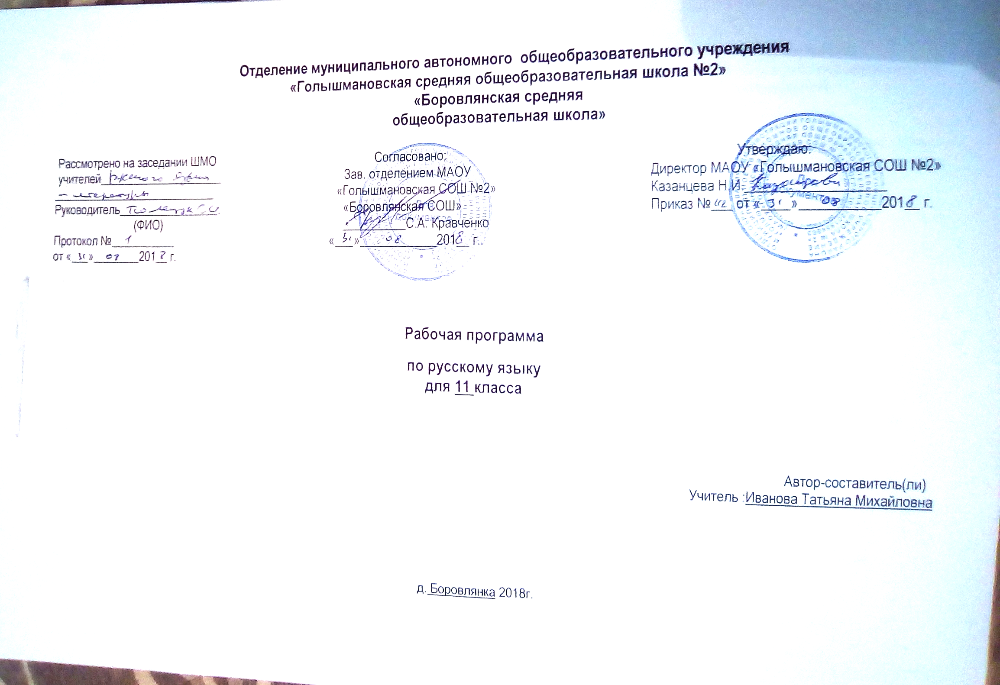 Отделение муниципального автономного общеобразовательного учреждения
«Голышмановская средняя общеобразовательная школа №2»
«Боровлянская средняя
общеобразовательная школа»
Рассмотрено на заседании ШМО
учителей русского языка
и литературы
Руководитель
(ФИО)
Протокол № 1
от «31» 08 2018 г.
Согласовано:
Зав. отделением МАОУ
«Голышмановская СОШ №2»
«Боровлянская СОШ»
С.А. Кравченко
«31» 08 2018 г.
Утверждаю:
Директор МАОУ «Голышмановская СОШ №2»
Казанцева Н.И.
Приказ № от «31» 08 2018 г.
Рабочая программа
по русскому языку
для 11 класса
Автор-составитель(ли)
Учитель :Иванова Татьяна Михайловна
д. Боровлянка 2018г.